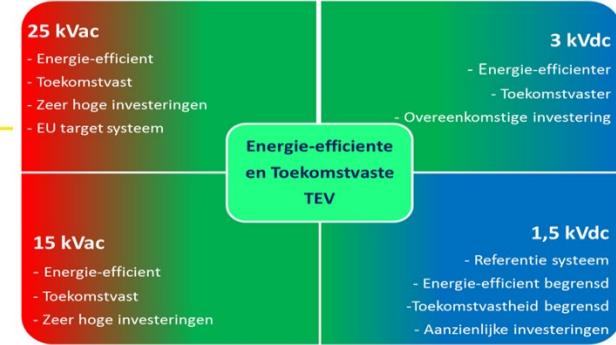 25 kVac
- Energie-efficient
- Toekomstvast
- Zeer hoge investeringen
- EU target systeem
3 kVdc
- Energie-efficienter
- Toekomstvaster
- Overeenkomstige investering
Energie-efficiente
en Toekomstvaste
TEV
15 kVac
- Energie-efficient
- Toekomstvast
- Zeer hoge investeringen
1,5 kVdc
- Referentie systeem
- Energie-efficient begrensd
-Toekomstvastheid begrensd
- Aanzienlijke investeringen